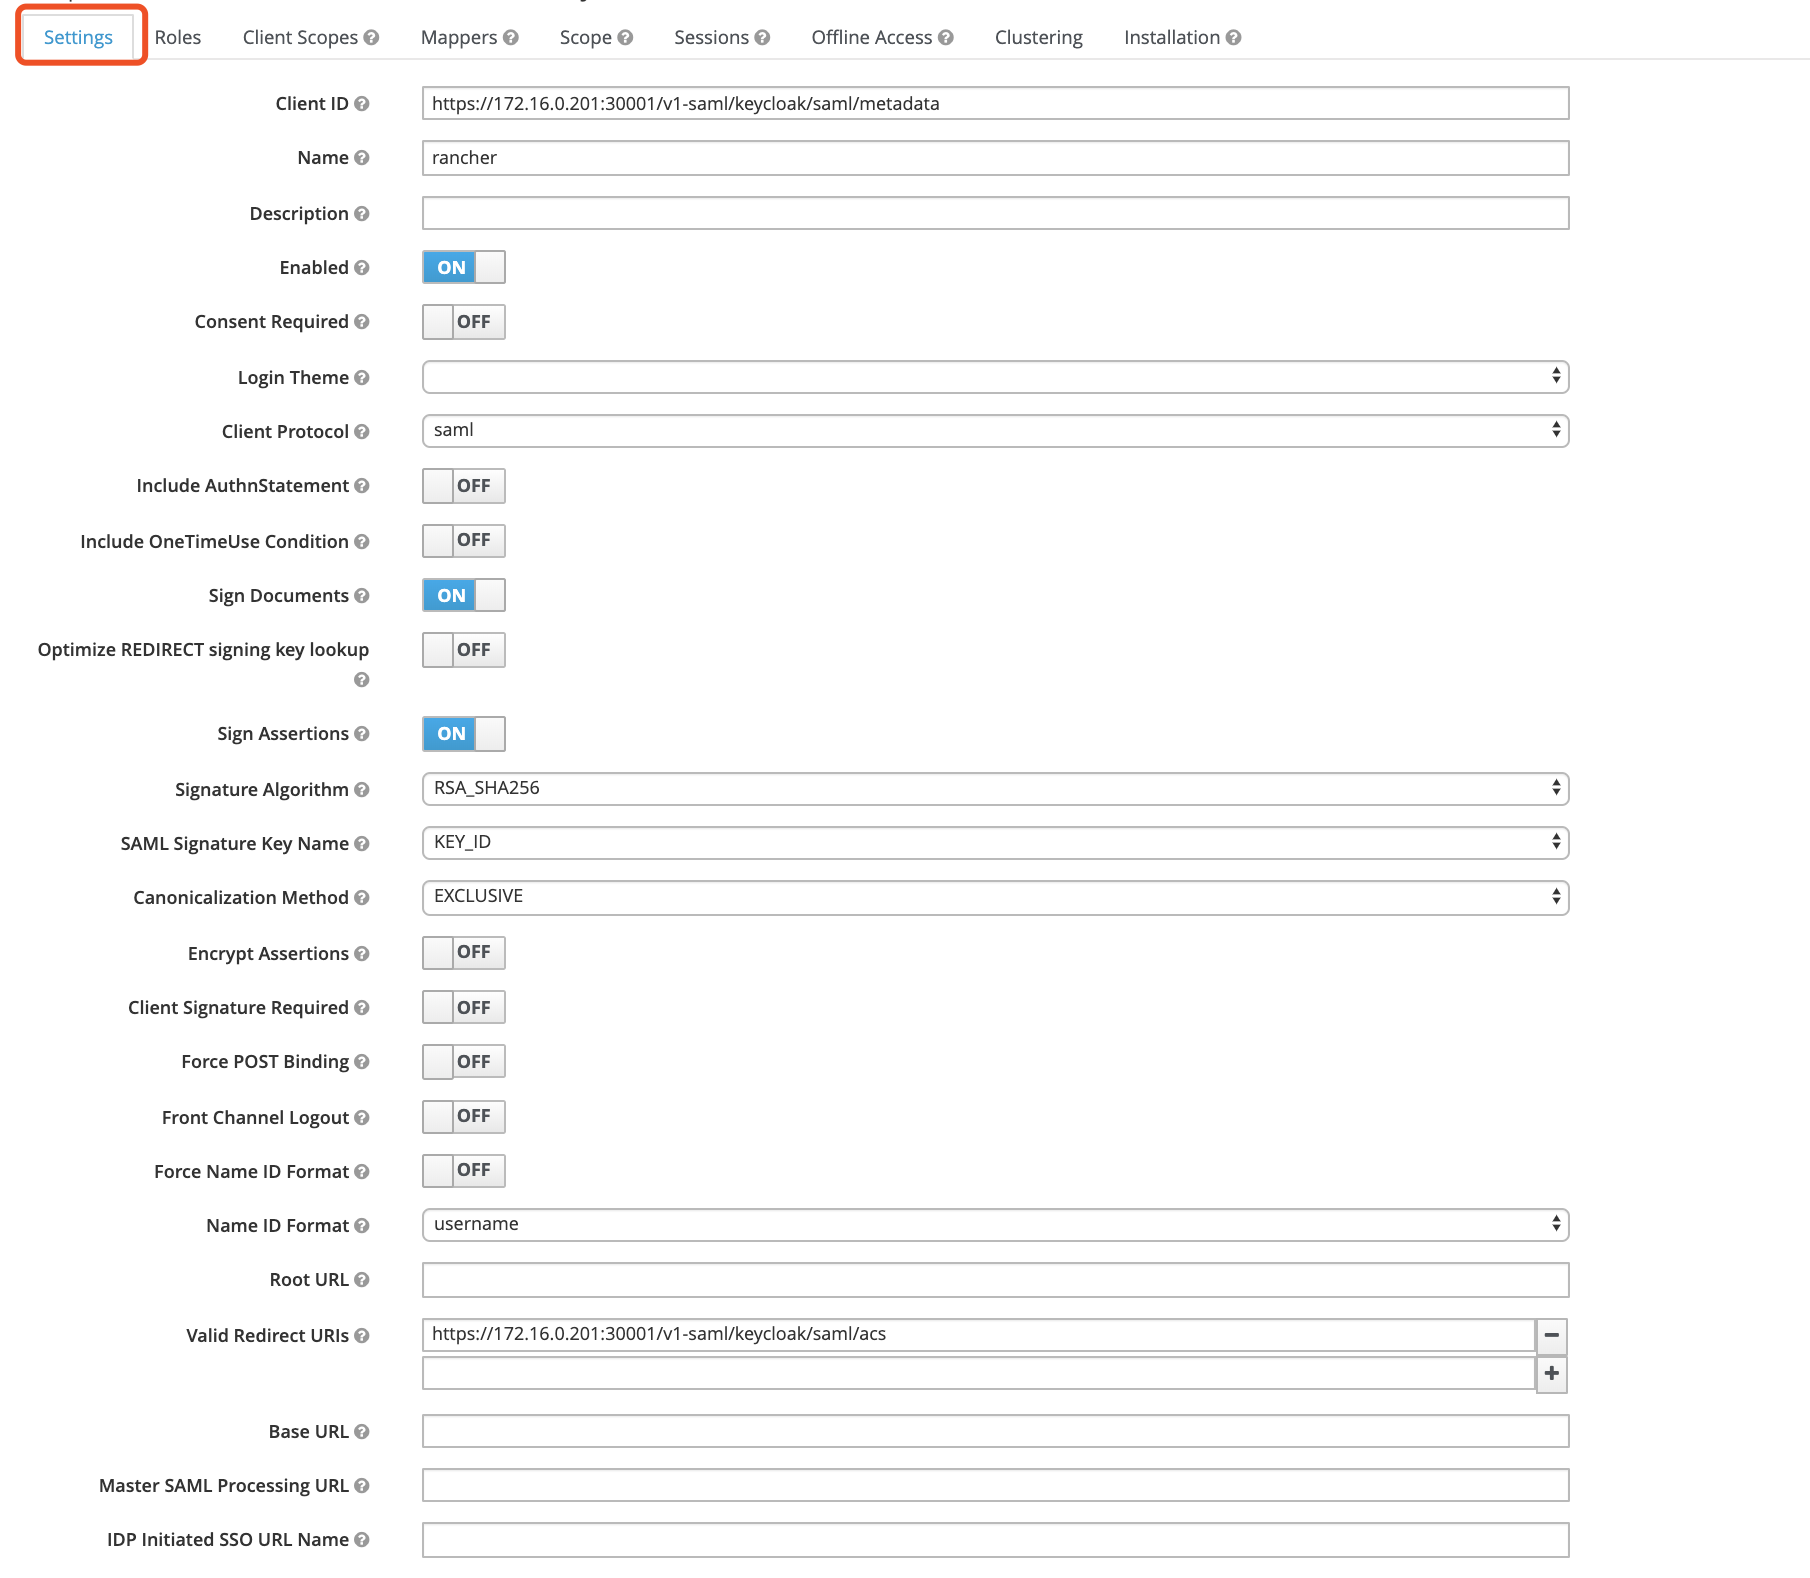 Settings Roles Client Scopes Mappers Scope Sessions Offline Access Clustering Installation
Client ID https://172.16.0.201:30001/v1-saml/keycloak/saml/metadata
Name rancher
Description
Enabled ON
Consent Required OFF
Login Theme
Client Protocol saml
Include AuthnStatement OFF
Include OneTimeUse Condition OFF
Sign Documents ON
Optimize REDIRECT signing key lookup OFF
Sign Assertions ON
Signature Algorithm RSA_SHA256
SAML Signature Key Name KEY_ID
Canonicalization Method EXCLUSIVE
Encrypt Assertions OFF
Client Signature Required OFF
Force POST Binding OFF
Front Channel Logout OFF
Force Name ID Format OFF
Name ID Format username
Root URL
Valid Redirect URIs https://172.16.0.201:30001/v1-saml/keycloak/saml/acs
Base URL
Master SAML Processing URL
IDP Initiated SSO URL Name